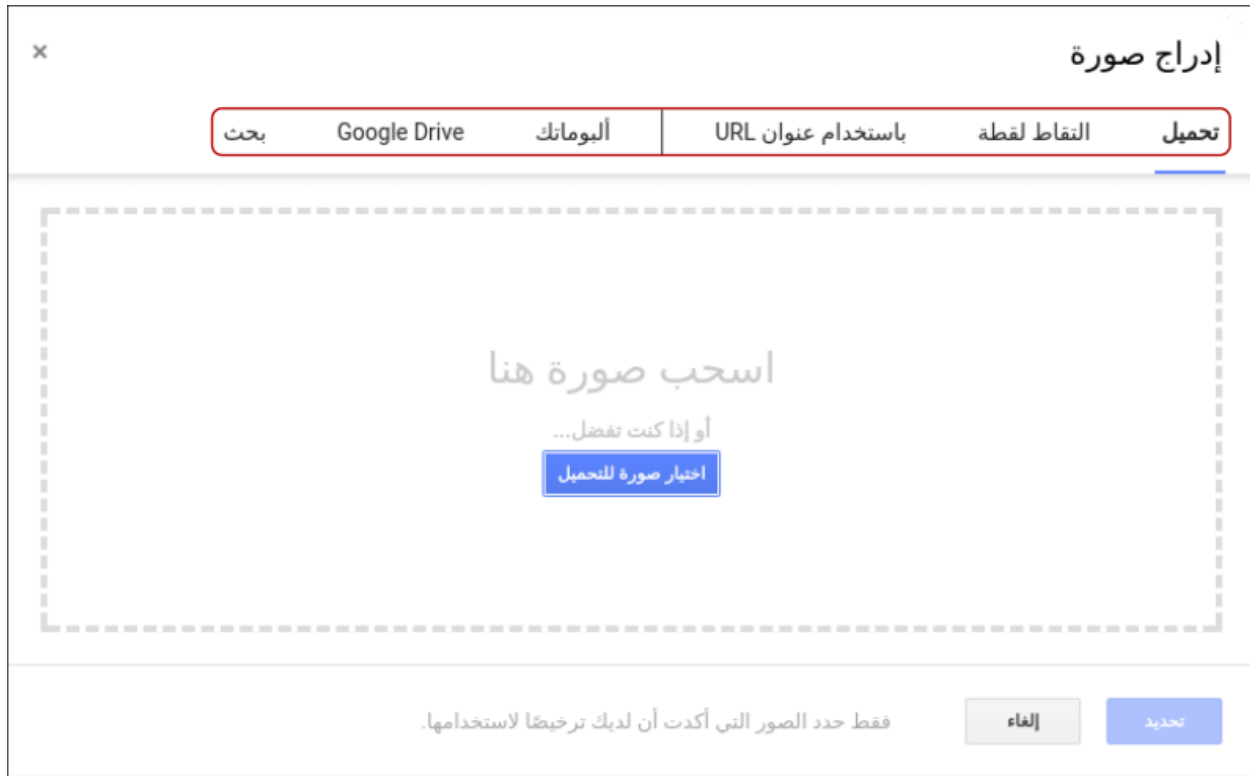 إدراج صورة
×
تحميل التقاط لقطة باستخدام عنوان URL ألبوماتك Google Drive بحث
اسحب صورة هنا
أو إذا كنت تفضل...
اختيار صورة للتحميل
تحديد إلغاء فقط حدد الصور التي أكدت أن لديك ترخيصًا لاستخدامها.